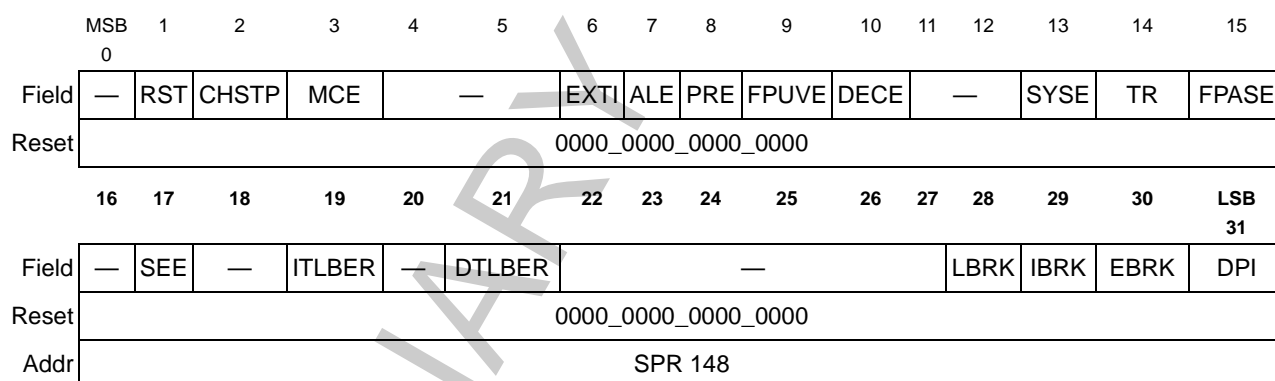 MSB 0 1 2 3 4 5 6 7 8 9 10 11 12 13 14 15
Field — RST CHSTP MCE — EXTI ALE PRE FPUVE DECE — SYSE TR FPASE
Reset 0000_0000_0000_0000
16 17 18 19 20 21 22 23 24 25 26 27 28 29 30 LSB 31
Field — SEE — ITLBER — DTLBER — LBRK IBRK EBRK DPI
Reset 0000_0000_0000_0000
Addr SPR 148